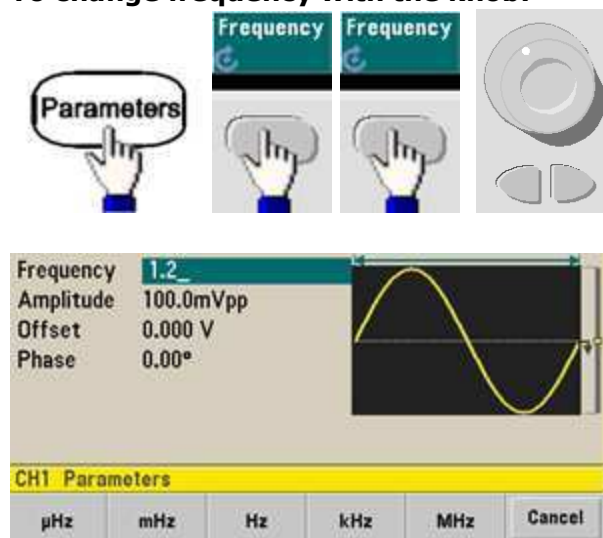 To change frequency with the knob:
Frequency Frequency
Parameters
Frequency 1.2_
Amplitude 100.0mVpp
Offset 0.000 V
Phase 0.00°
CH1 Parameters
µHz mHz Hz kHz MHz Cancel